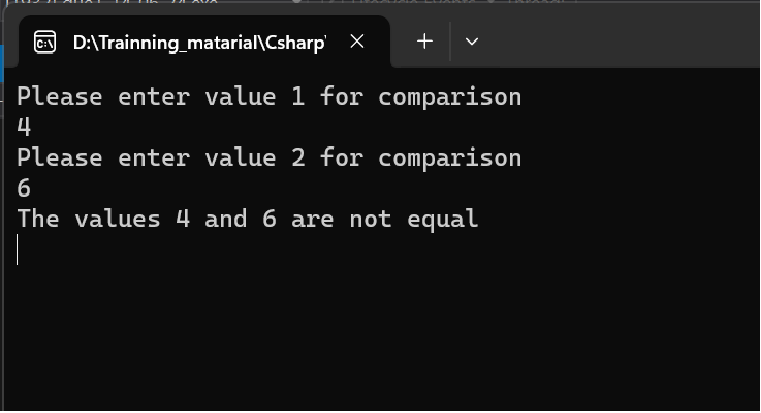 D:\Trainning_matarial\Csharp
Please enter value 1 for comparison
4
Please enter value 2 for comparison
6
The values 4 and 6 are not equal